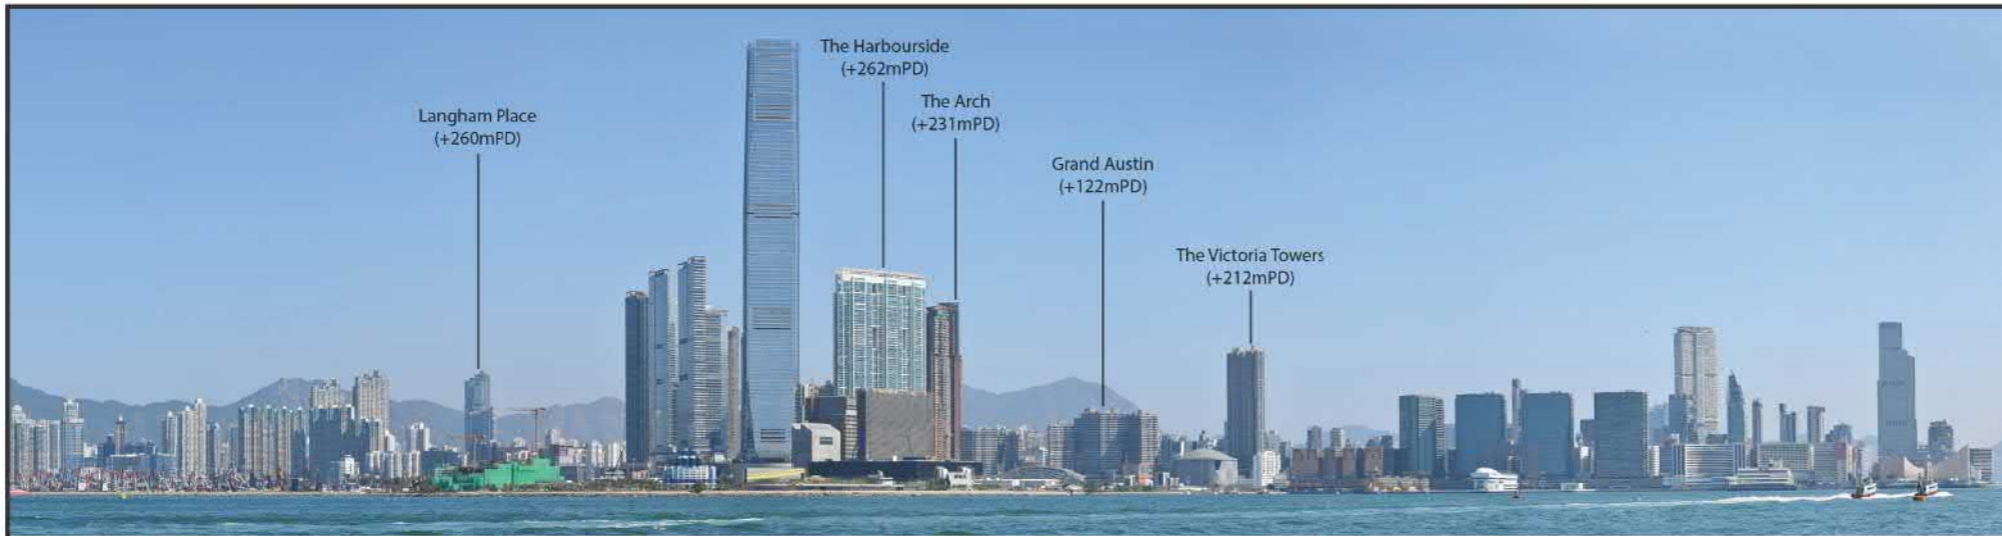 The Harbourside
(+262mPD)
The Arch
(+231mPD)
Langham Place
(+260mPD)
Grand Austin
(+122mPD)
The Victoria Towers
(+212mPD)